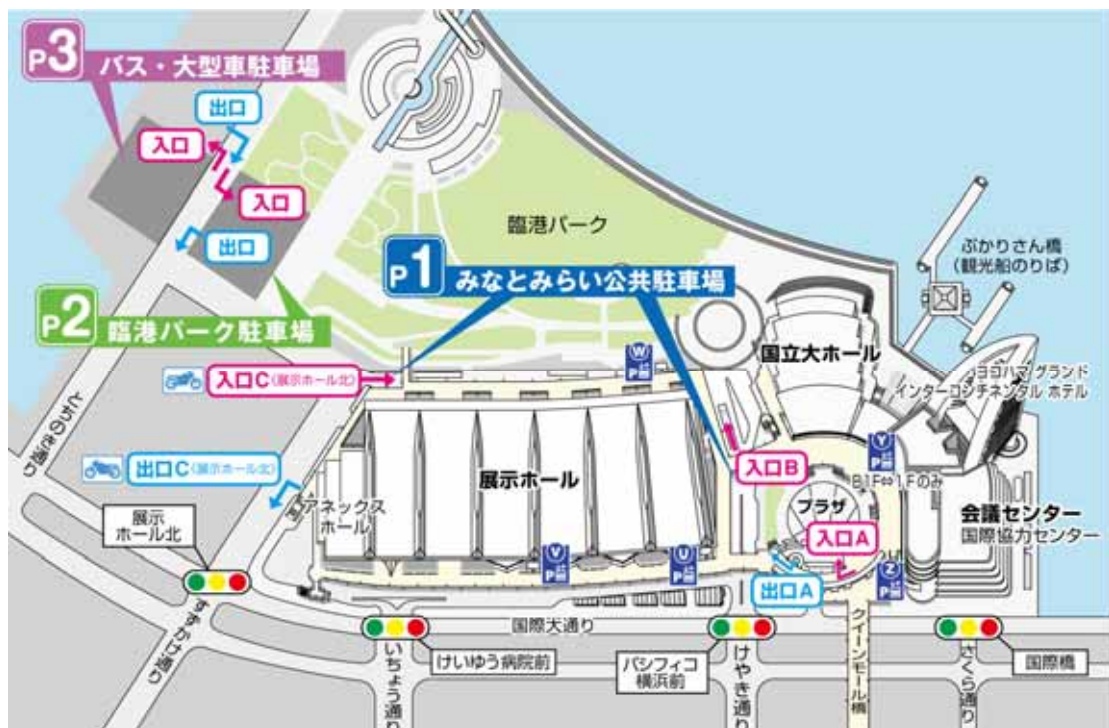 P3 バス・大型車駐車場
出口
入口
入口
出口
P2 臨港パーク駐車場
臨港パーク
P1 みなとみらい公共駐車場
ぷかりさん橋
(観光船のりば)
国立大ホール
ヨコハマ グランド
インターコンチネンタル ホテル
W
P
入口C〈展示ホール北〉
とちのき通り
出口C〈展示ホール北〉
展示ホール
アネックス
ホール
入口B
Y
P
B1F⇔1Fのみ
プラザ
会議センター
国際協力センター
入口A
出口A
V
P
U
P
Z
P
展示
ホール北
すずかけ通り
国際大通り
けいゆう病院前
いちょう通り
パシフィコ
横浜前
けやき通り
クイーンモール橋
さくら通り
国際橋